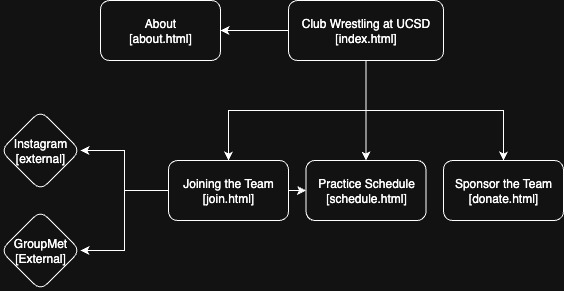 About
[about.html]
Club Wrestling at UCSD
[index.html]
Instagram
[external]
Joining the Team
[join.html]
Practice Schedule
[schedule.html]
Sponsor the Team
[donate.html]
GroupMet
[External]